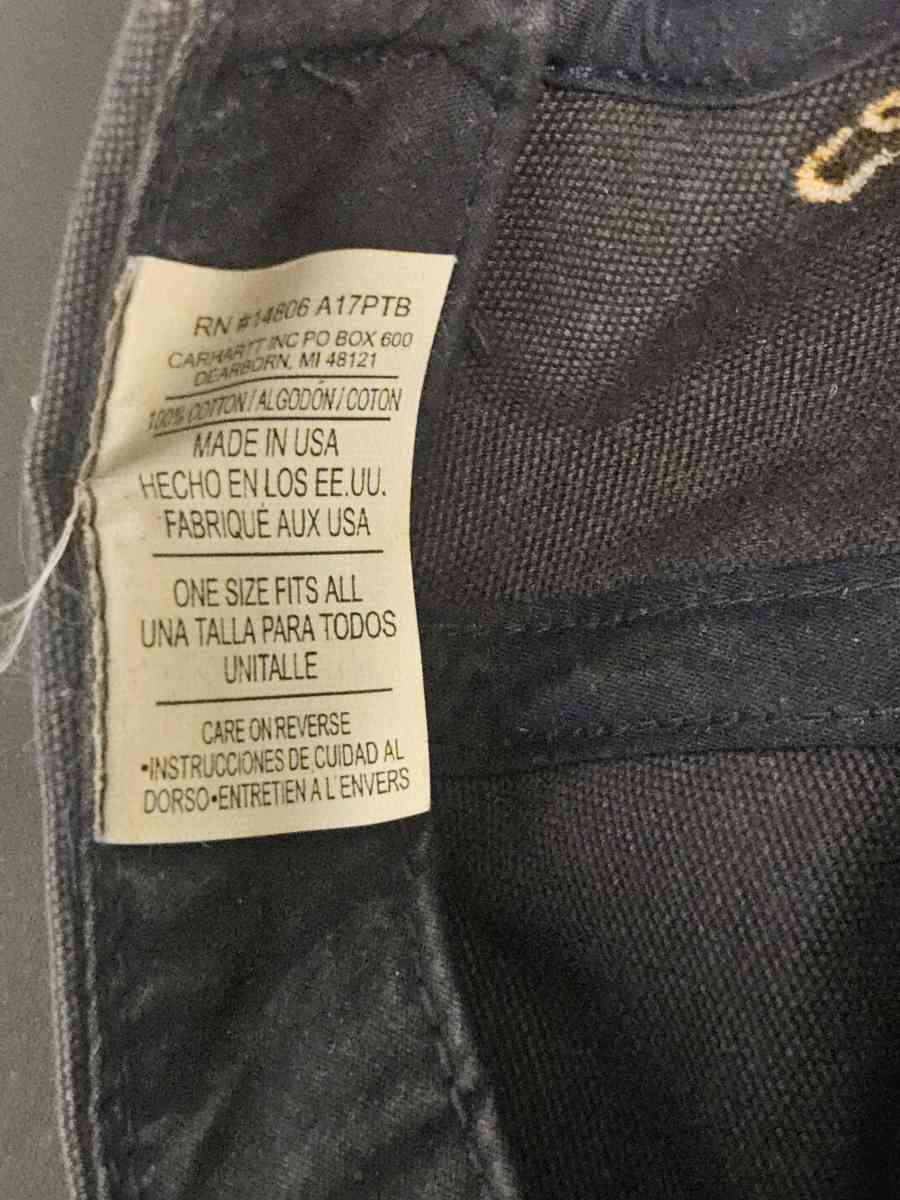 RN #14806 A17PTB
CARHARTT INC PO BOX 600
DEARBORN, MI 48121
100% COTTON / ALGODÓN / COTON
MADE IN USA
HECHO EN LOS EE.UU.
FABRIQUÉ AUX USA
ONE SIZE FITS ALL
UNA TALLA PARA TODOS
UNITALLE
CARE ON REVERSE
•INSTRUCCIONES DE CUIDAD AL
DORSO•ENTRETIEN A L'ENVERS